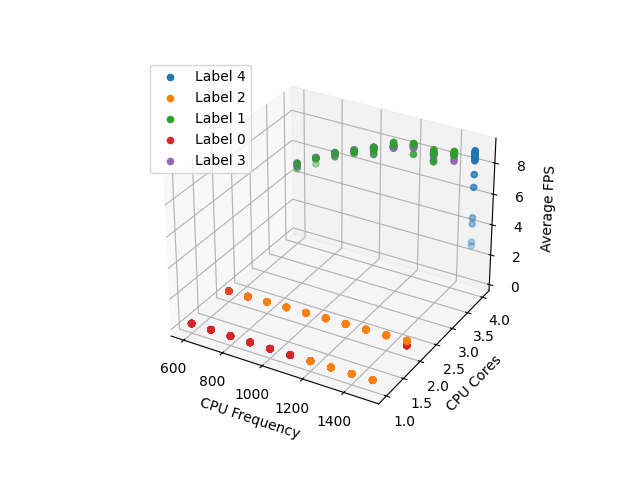 Label 4
Label 2
Label 1
Label 0
Label 3
8
6
4
2
0
Average FPS
4.0
3.5
3.0
2.5
2.0
1.5
1.0
CPU Cores
600
800
1000
1200
1400
CPU Frequency